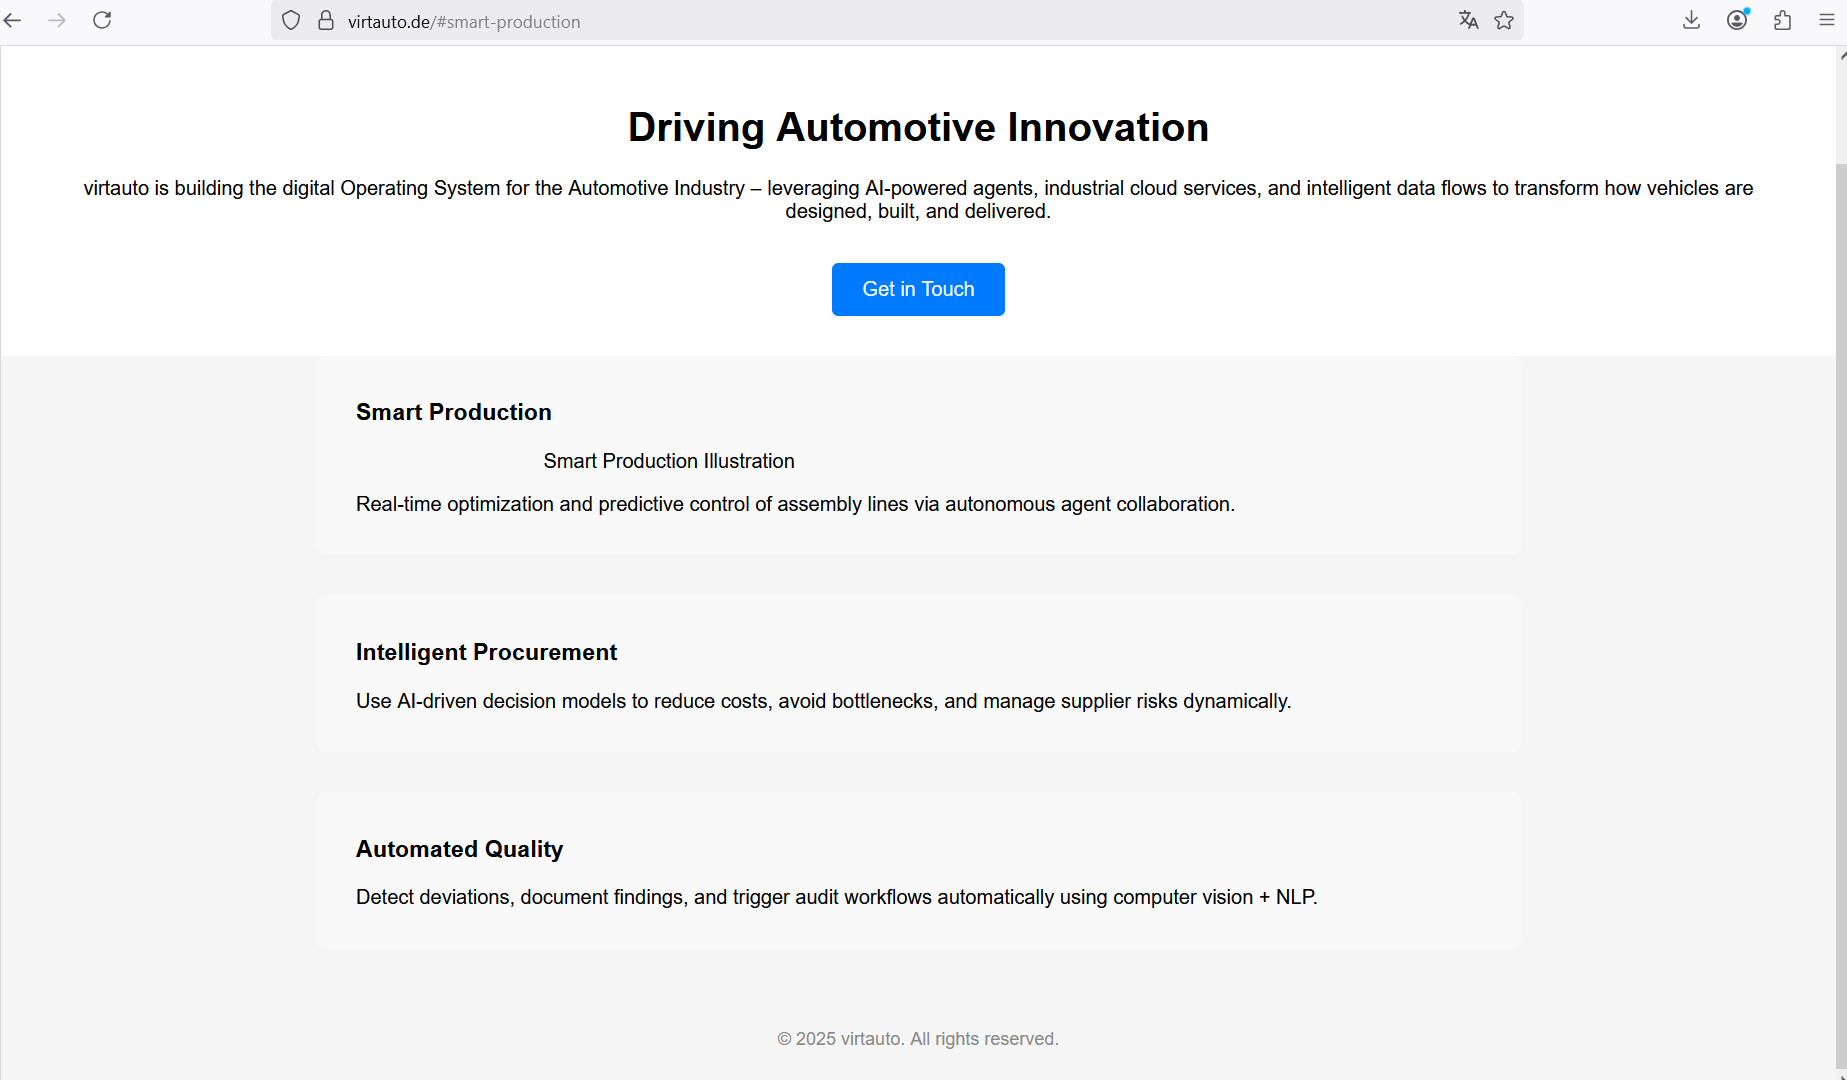 virtauto.de/#smart-production
Driving Automotive Innovation
virtauto is building the digital Operating System for the Automotive Industry – leveraging AI-powered agents, industrial cloud services, and intelligent data flows to transform how vehicles are
designed, built, and delivered.
Get in Touch
Smart Production
Smart Production Illustration
Real-time optimization and predictive control of assembly lines via autonomous agent collaboration.
Intelligent Procurement
Use AI-driven decision models to reduce costs, avoid bottlenecks, and manage supplier risks dynamically.
Automated Quality
Detect deviations, document findings, and trigger audit workflows automatically using computer vision + NLP.
© 2025 virtauto. All rights reserved.